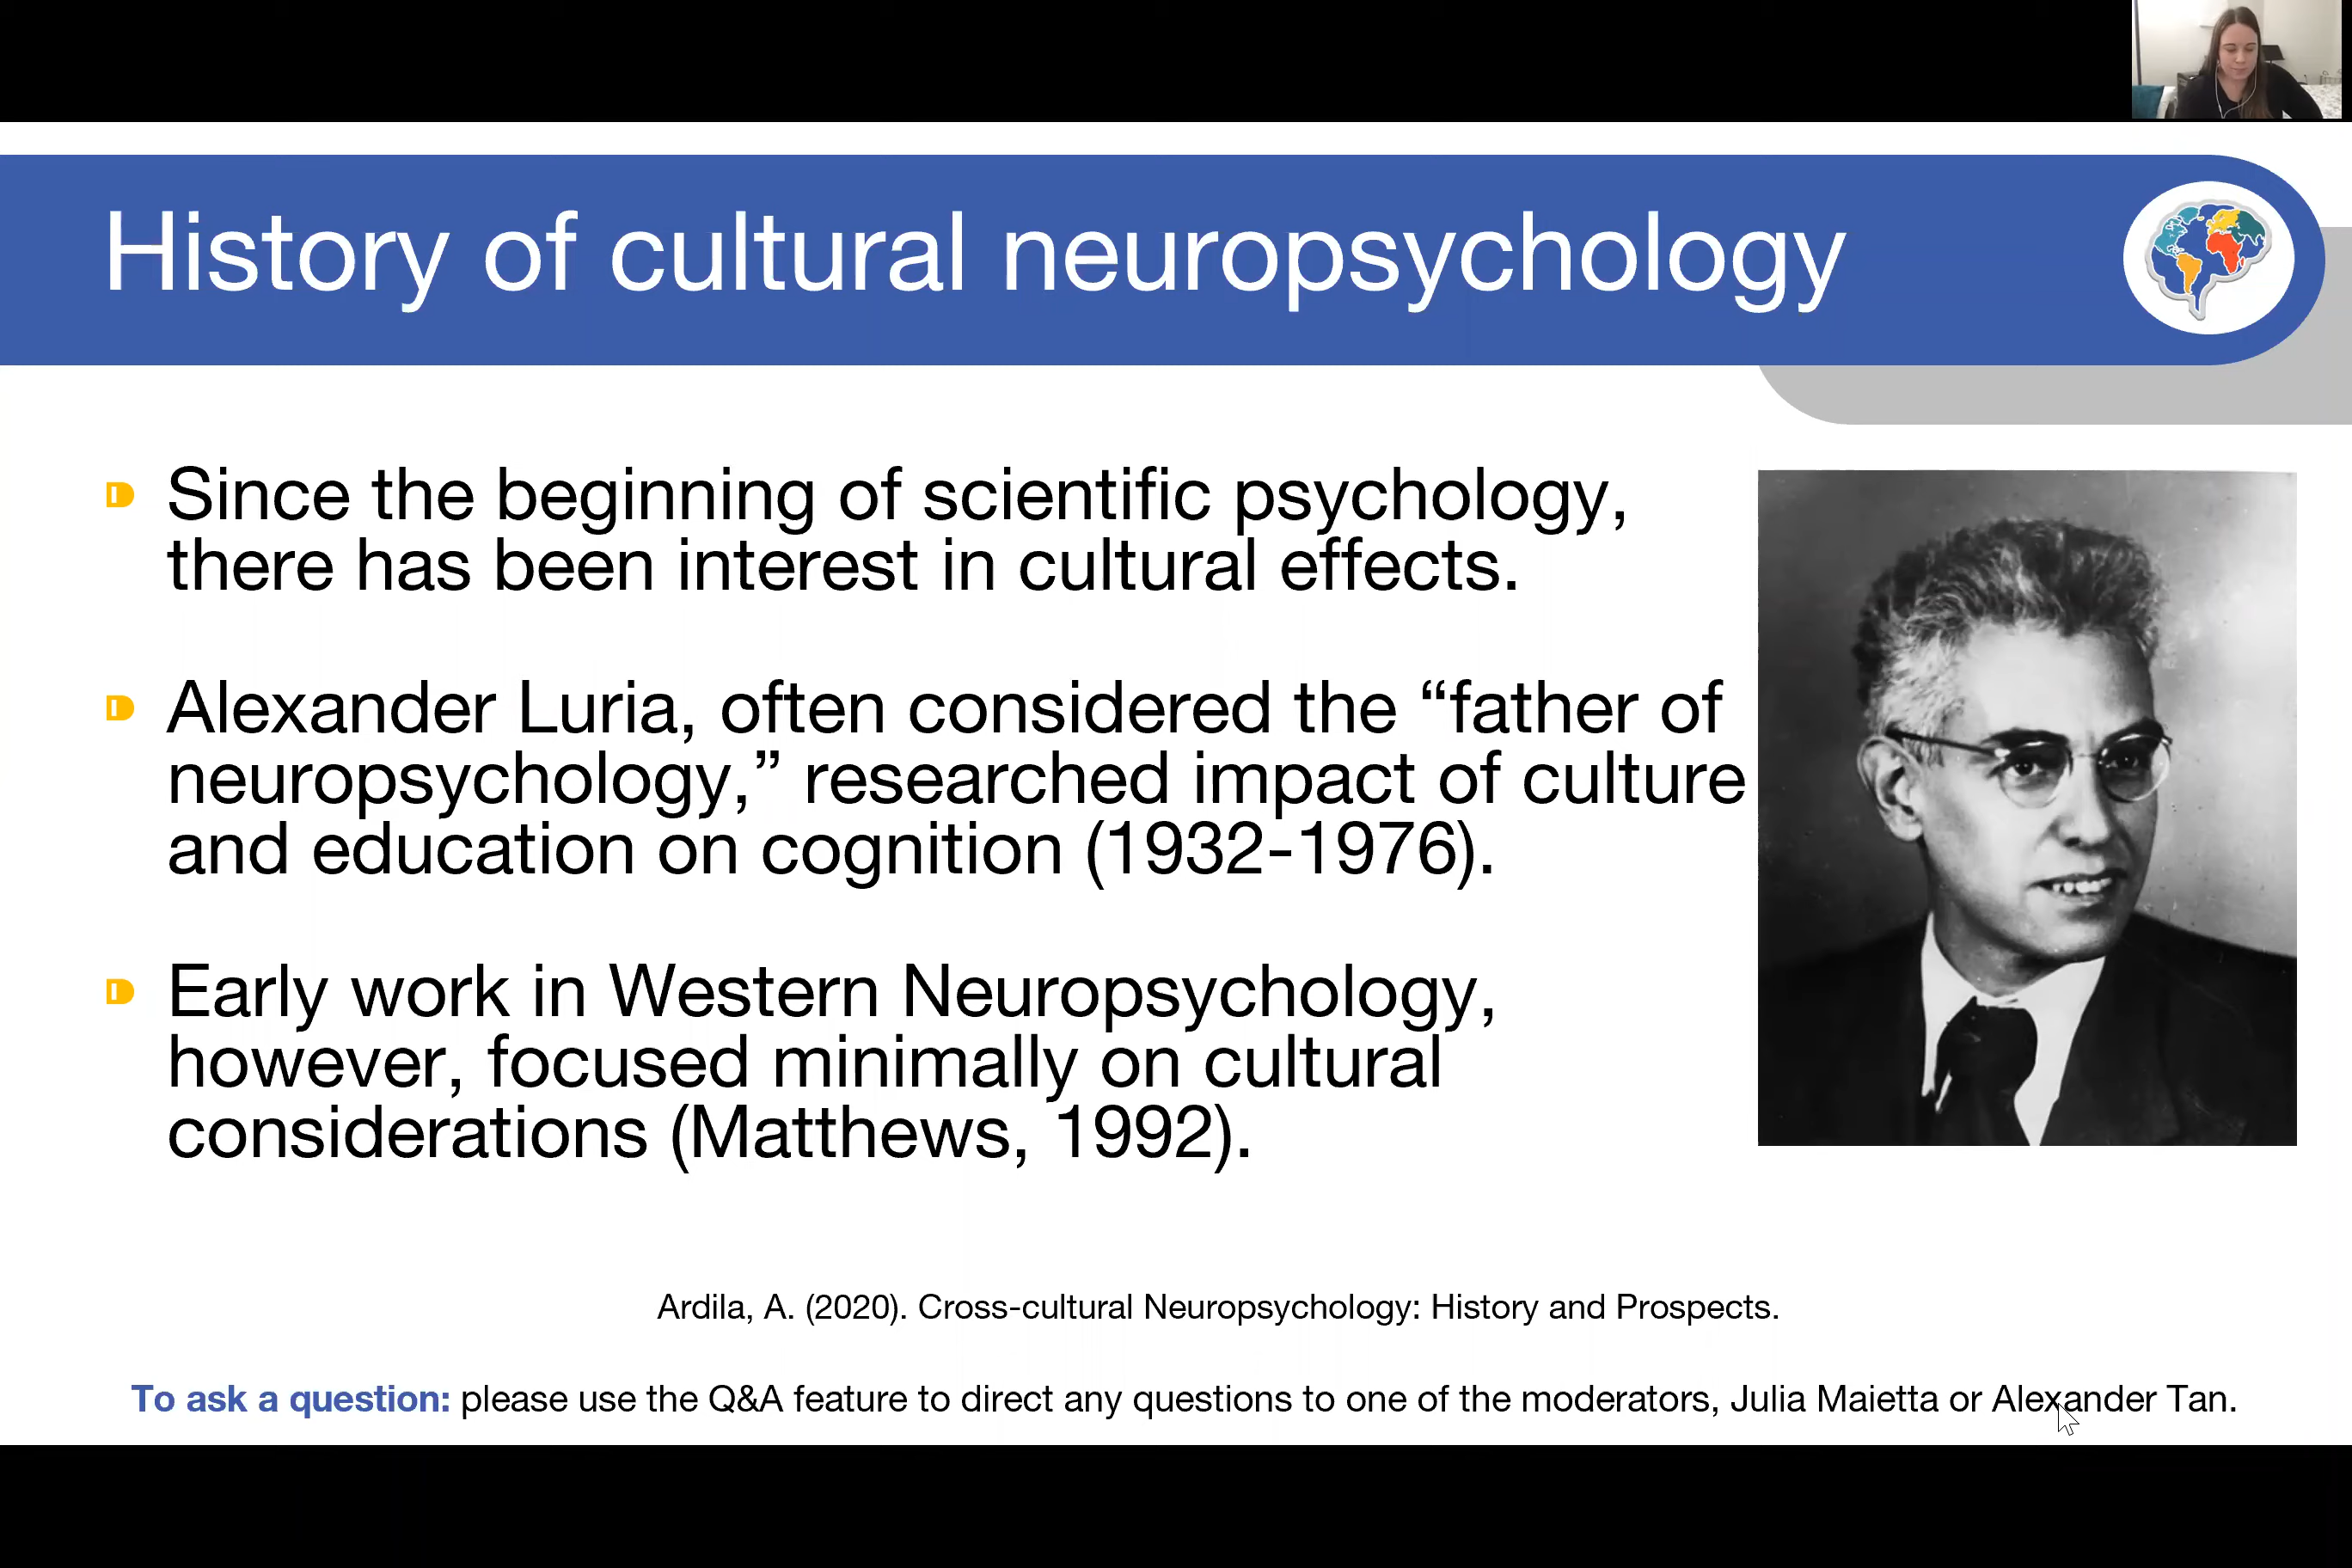 History of cultural neuropsychology
Since the beginning of scientific psychology,
there has been interest in cultural effects.
Alexander Luria, often considered the “father of
neuropsychology,” researched impact of culture
and education on cognition (1932-1976).
Early work in Western Neuropsychology,
however, focused minimally on cultural
considerations (Matthews, 1992).
Ardila, A. (2020). Cross-cultural Neuropsychology: History and Prospects.
To ask a question: please use the Q&A feature to direct any questions to one of the moderators, Julia Maietta or Alexander Tan.